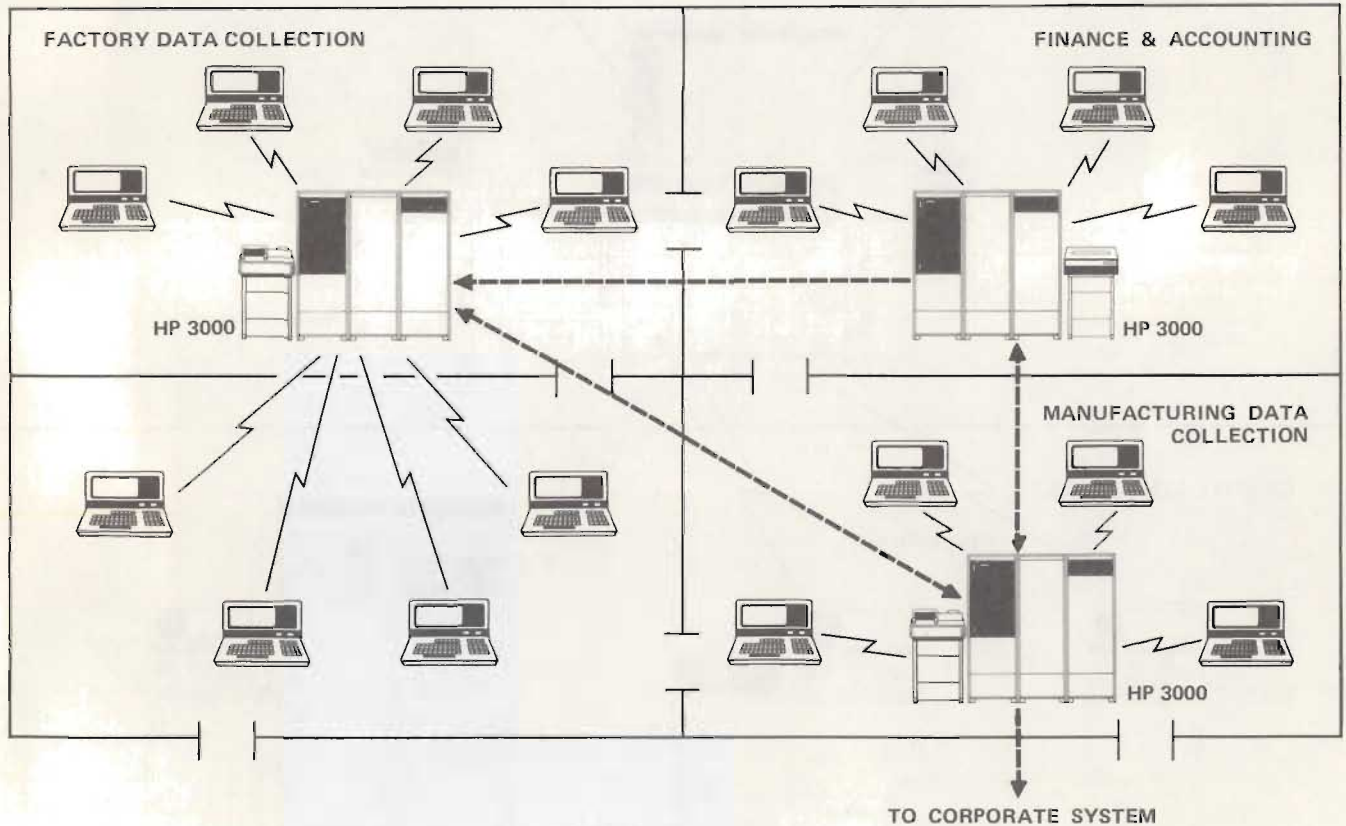 FACTORY DATA COLLECTION
FINANCE & ACCOUNTING
HP 3000
HP 3000
MANUFACTURING DATA
COLLECTION
HP 3000
TO CORPORATE SYSTEM